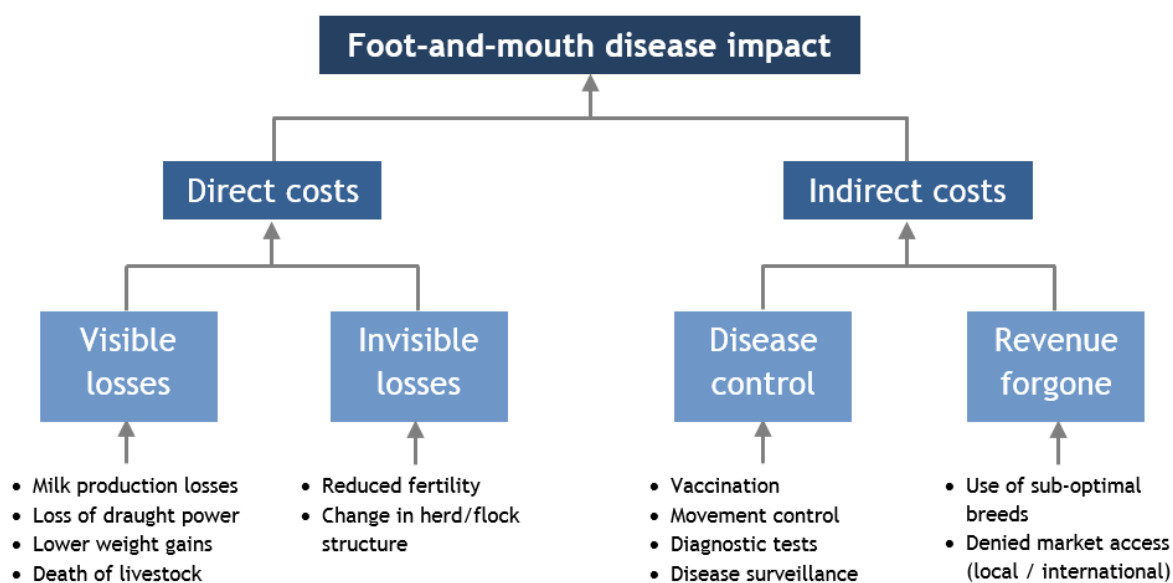 Foot-and-mouth disease impact
Direct costs
Indirect costs
Visible
losses
Invisible
losses
Disease
control
Revenue
forgone
• Milk production losses
• Loss of draught power
• Lower weight gains
• Death of livestock
• Reduced fertility
• Change in herd/flock
structure
• Vaccination
• Movement control
• Diagnostic tests
• Disease surveillance
• Use of sub-optimal
breeds
• Denied market access
(local / international)